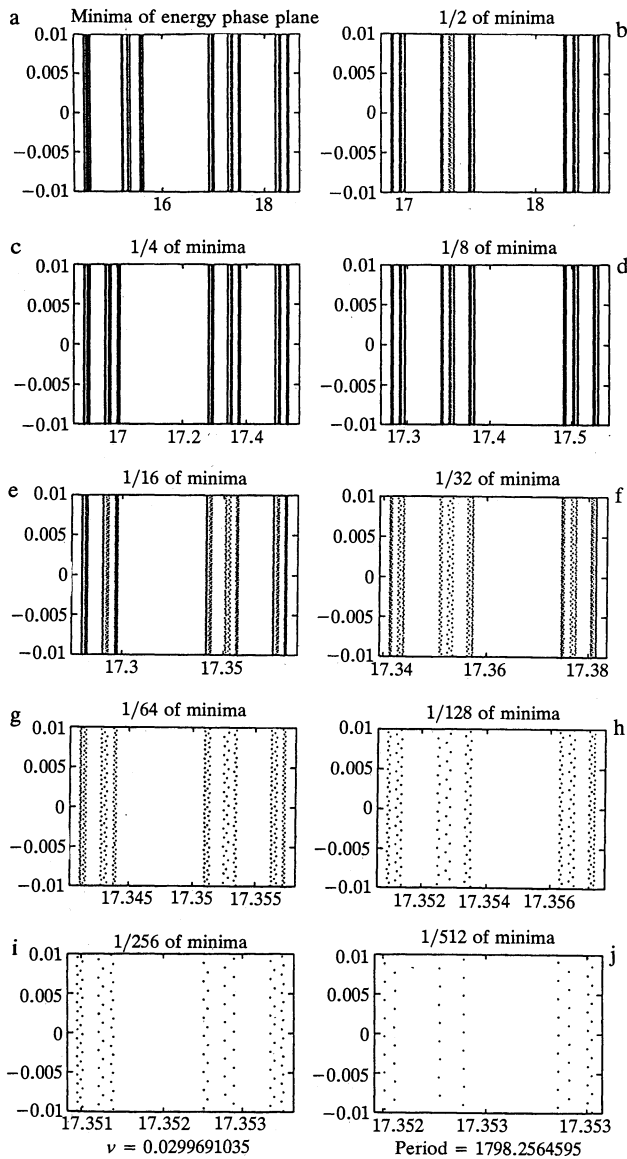 a Minima of energy phase plane
0.01
0.005
0
−0.005
−0.01
16 18
1/2 of minima b
0.01
0.005
0
−0.005
−0.01
17 18
c 1/4 of minima
0.01
0.005
0
−0.005
−0.01
17 17.2 17.4
1/8 of minima d
0.01
0.005
0
−0.005
−0.01
17.3 17.4 17.5
e 1/16 of minima
0.01
0.005
0
−0.005
−0.01
17.3 17.35
1/32 of minima f
0.01
0.005
0
−0.005
−0.01
17.34 17.36 17.38
g 1/64 of minima
0.01
0.005
0
−0.005
−0.01
17.345 17.35 17.355
1/128 of minima h
0.01
0.005
0
−0.005
−0.01
17.352 17.354 17.356
i 1/256 of minima
0.01
0.005
0
−0.005
−0.01
17.351 17.352 17.353
ν = 0.0299691035
1/512 of minima j
0.01
0.005
0
−0.005
−0.01
17.352 17.353 17.353
Period = 1798.2564595